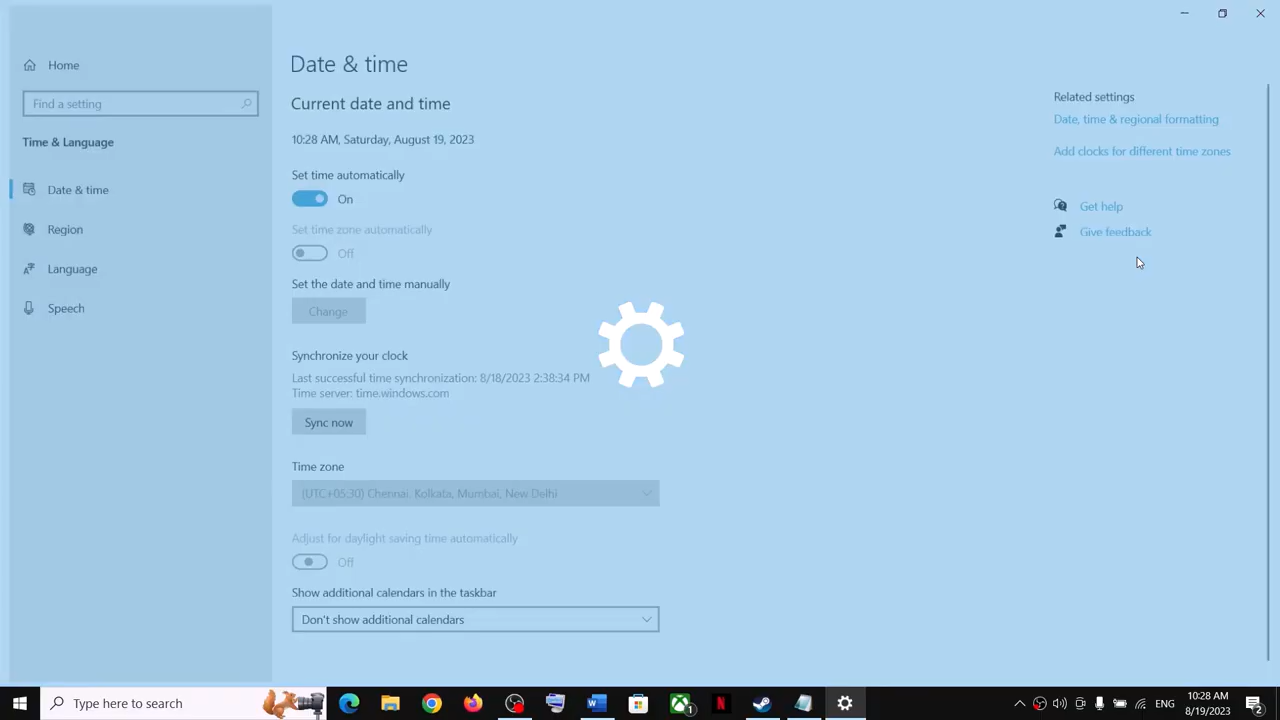 Home
Find a setting
Time & Language
Date & time
Region
Language
Speech
Date & time
Current date and time
10:28 AM, Saturday, August 19, 2023
Set time automatically
On
Set time zone automatically
Off
Set the date and time manually
Change
Synchronize your clock
Last successful time synchronization: 8/18/2023 2:38:34 PM
Time server: time.windows.com
Sync now
Time zone
(UTC+05:30) Chennai, Kolkata, Mumbai, New Delhi
Adjust for daylight saving time automatically
Off
Show additional calendars in the taskbar
Don't show additional calendars
Related settings
Date, time & regional formatting
Add clocks for different time zones
Get help
Give feedback
Type here to search
1
ENG
10:28 AM
8/19/2023
2